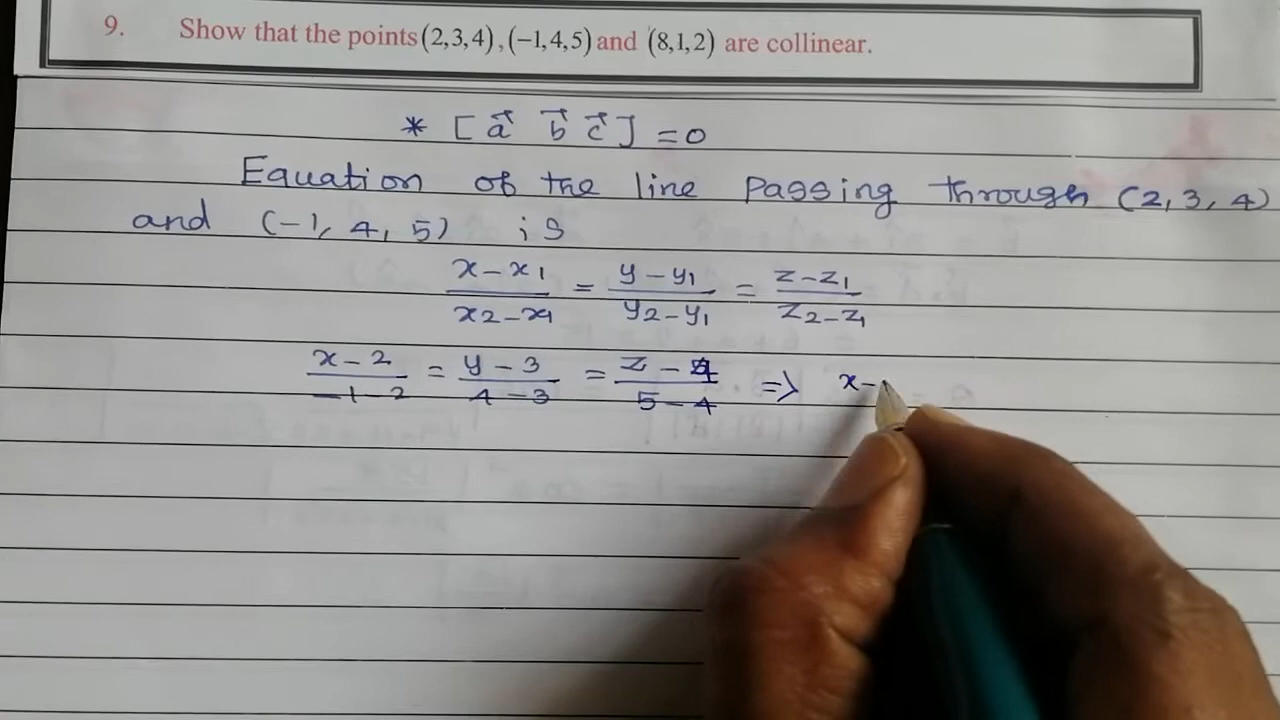 9. Show that the points (2,3,4), (−1,4,5) and (8,1,2) are collinear.
* [a⃗ b⃗ c⃗] = 0
Equation of the line Passing through (2, 3, 4)
and (-1, 4, 5) is
x - x1 / x2 - x1 = y - y1 / y2 - y1 = z - z1 / z2 - z1
x - 2 / -1-2 = y - 3 / 4-3 = z - 4 / 5-4 => x-